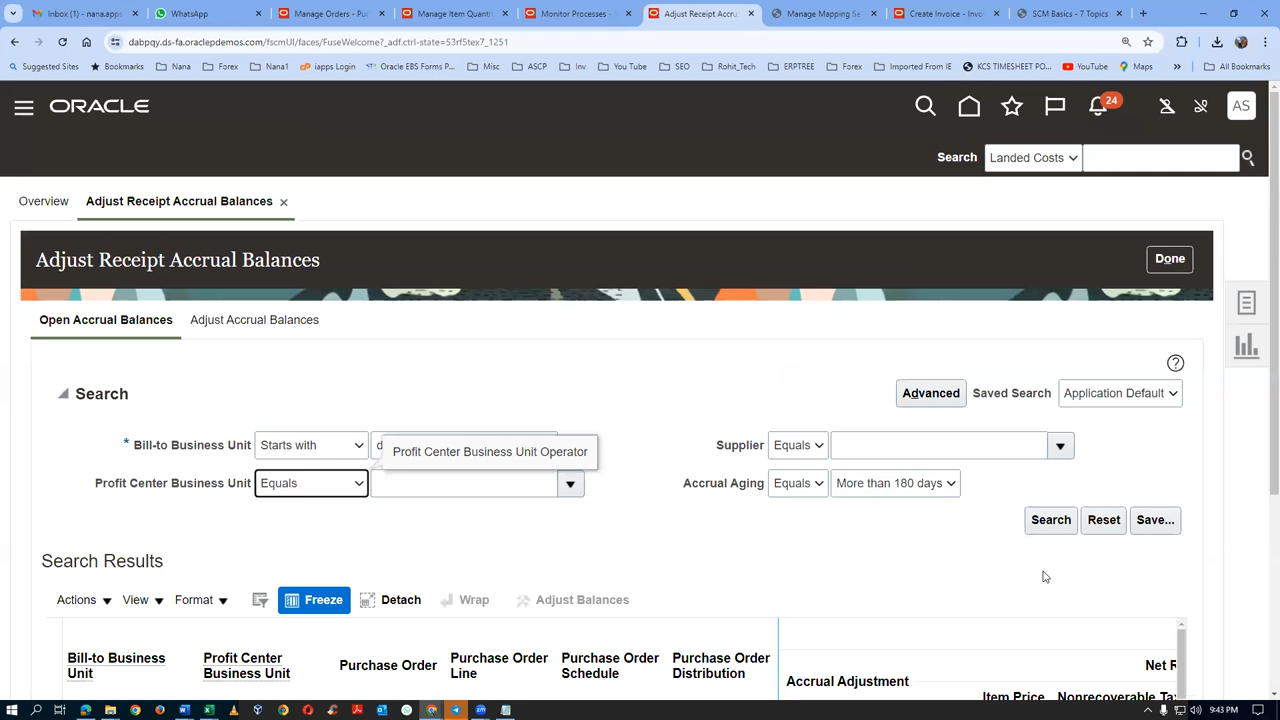 Inbox (91) - nana.apps
WhatsApp
Manage Orders - Pu
Manage Item Quanti
Monitor Processes -
Adjust Receipt Accru
Manage Mapping Se
Create Invoice - Invo
SCM Basics - 7 Topics
dabpqy.ds-fa.oraclepdemos.com/fscmUI/faces/FuseWelcome?_adf.ctrl-state=53rf5tex7_1251
Suggested Sites
Bookmarks
Nana
Forex
Nana1
iapps Login
Oracle EBS Forms P...
Misc
ASCP
Inv
You Tube
SEO
Rohit_Tech
ERPTREE
Forex
Imported From IE
KCS TIMESHEET PO...
YouTube
Maps
»
All Bookmarks
ORACLE
24
AS
Search
Landed Costs
Overview
Adjust Receipt Accrual Balances
Adjust Receipt Accrual Balances
Done
Open Accrual Balances
Adjust Accrual Balances
?
Search
Advanced
Saved Search
Application Default
* Bill-to Business Unit
Starts with
Profit Center Business Unit Operator
Supplier
Equals
Profit Center Business Unit
Equals
Accrual Aging
Equals
More than 180 days
Search
Reset
Save...
Search Results
Actions
View
Format
Freeze
Detach
Wrap
Adjust Balances
Bill-to Business Unit
Profit Center Business Unit
Purchase Order
Purchase Order Line
Purchase Order Schedule
Purchase Order Distribution
Accrual Adjustment
Net R
Item Price
Nonrecoverable Tax
9:43 PM